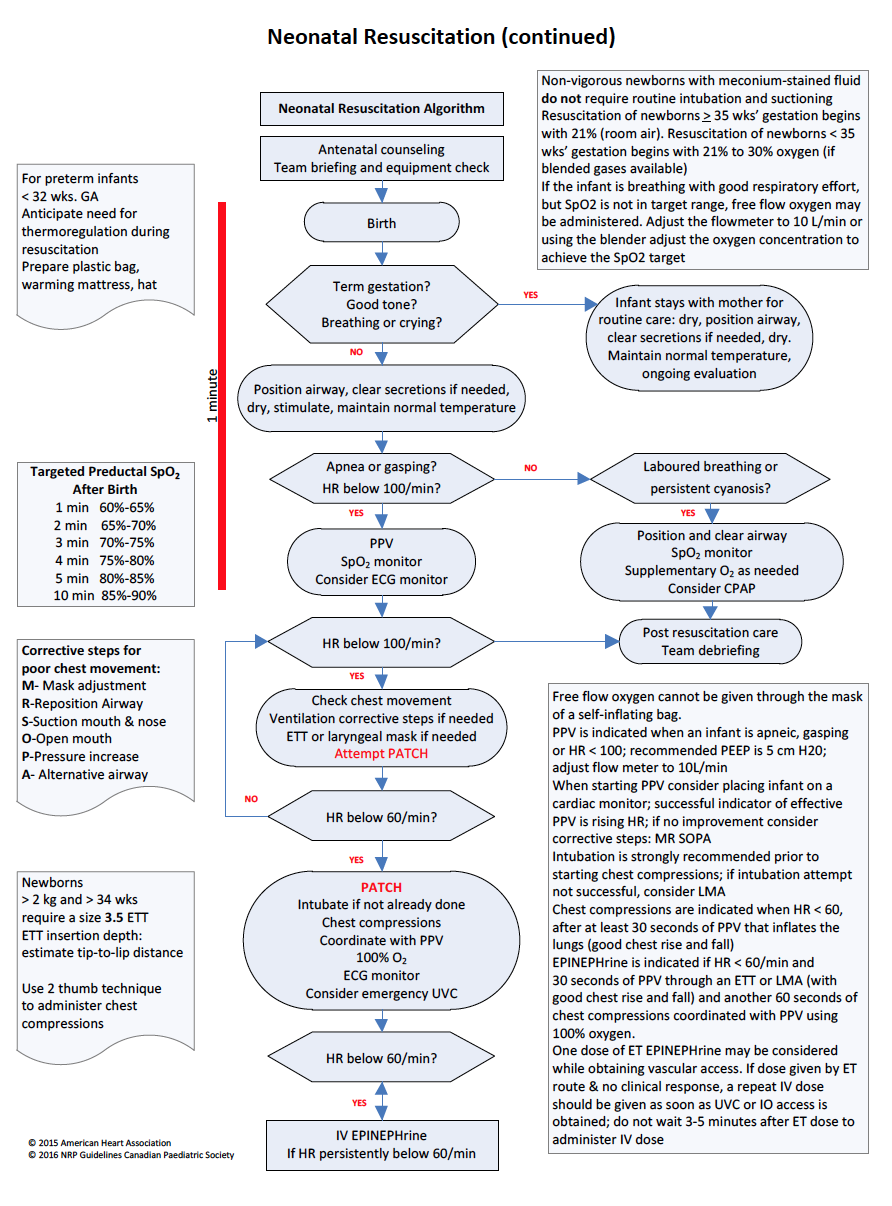 Neonatal Resuscitation (continued)
Non-vigorous newborns with meconium-stained fluid
do not require routine intubation and suctioning
Resuscitation of newborns > 35 wks’ gestation begins
with 21% (room air). Resuscitation of newborns < 35
wks’ gestation begins with 21% to 30% oxygen (if
blended gases available)
If the infant is breathing with good respiratory effort,
but SpO2 is not in target range, free flow oxygen may
be administered. Adjust the flowmeter to 10 L/min or
using the blender adjust the oxygen concentration to
achieve the SpO2 target
Neonatal Resuscitation Algorithm
Antenatal counseling
Team briefing and equipment check
For preterm infants
< 32 wks. GA
Anticipate need for
thermoregulation during
resuscitation
Prepare plastic bag,
warming mattress, hat
1 minute
Birth
Term gestation?
Good tone?
Breathing or crying?
YES
Infant stays with mother for
routine care: dry, position airway,
clear secretions if needed, dry.
Maintain normal temperature,
ongoing evaluation
NO
Position airway, clear secretions if needed,
dry, stimulate, maintain normal temperature
Apnea or gasping?
HR below 100/min?
NO
Laboured breathing or
persistent cyanosis?
YES
YES
Targeted Preductal SpO₂
After Birth
1 min 60%-65%
2 min 65%-70%
3 min 70%-75%
4 min 75%-80%
5 min 80%-85%
10 min 85%-90%
PPV
SpO₂ monitor
Consider ECG monitor
Position and clear airway
SpO₂ monitor
Supplementary O₂ as needed
Consider CPAP
HR below 100/min?
Post resuscitation care
Team debriefing
YES
Corrective steps for
poor chest movement:
M- Mask adjustment
R-Reposition Airway
S-Suction mouth & nose
O-Open mouth
P-Pressure increase
A- Alternative airway
Check chest movement
Ventilation corrective steps if needed
ETT or laryngeal mask if needed
Attempt PATCH
NO
HR below 60/min?
YES
Newborns
> 2 kg and > 34 wks
require a size 3.5 ETT
ETT insertion depth:
estimate tip-to-lip distance
Use 2 thumb technique
to administer chest
compressions
PATCH
Intubate if not already done
Chest compressions
Coordinate with PPV
100% O₂
ECG monitor
Consider emergency UVC
HR below 60/min?
YES
IV EPINEPHrine
If HR persistently below 60/min
Free flow oxygen cannot be given through the mask
of a self-inflating bag.
PPV is indicated when an infant is apneic, gasping
or HR < 100; recommended PEEP is 5 cm H20;
adjust flow meter to 10L/min
When starting PPV consider placing infant on a
cardiac monitor; successful indicator of effective
PPV is rising HR; if no improvement consider
corrective steps: MR SOPA
Intubation is strongly recommended prior to
starting chest compressions; if intubation attempt
not successful, consider LMA
Chest compressions are indicated when HR < 60,
after at least 30 seconds of PPV that inflates the
lungs (good chest rise and fall)
EPINEPHrine is indicated if HR < 60/min and
30 seconds of PPV through an ETT or LMA (with
good chest rise and fall) and another 60 seconds of
chest compressions coordinated with PPV using
100% oxygen.
One dose of ET EPINEPHrine may be considered
while obtaining vascular access. If dose given by ET
route & no clinical response, a repeat IV dose
should be given as soon as UVC or IO access is
obtained; do not wait 3-5 minutes after ET dose to
administer IV dose
© 2015 American Heart Association
© 2016 NRP Guidelines Canadian Paediatric Society